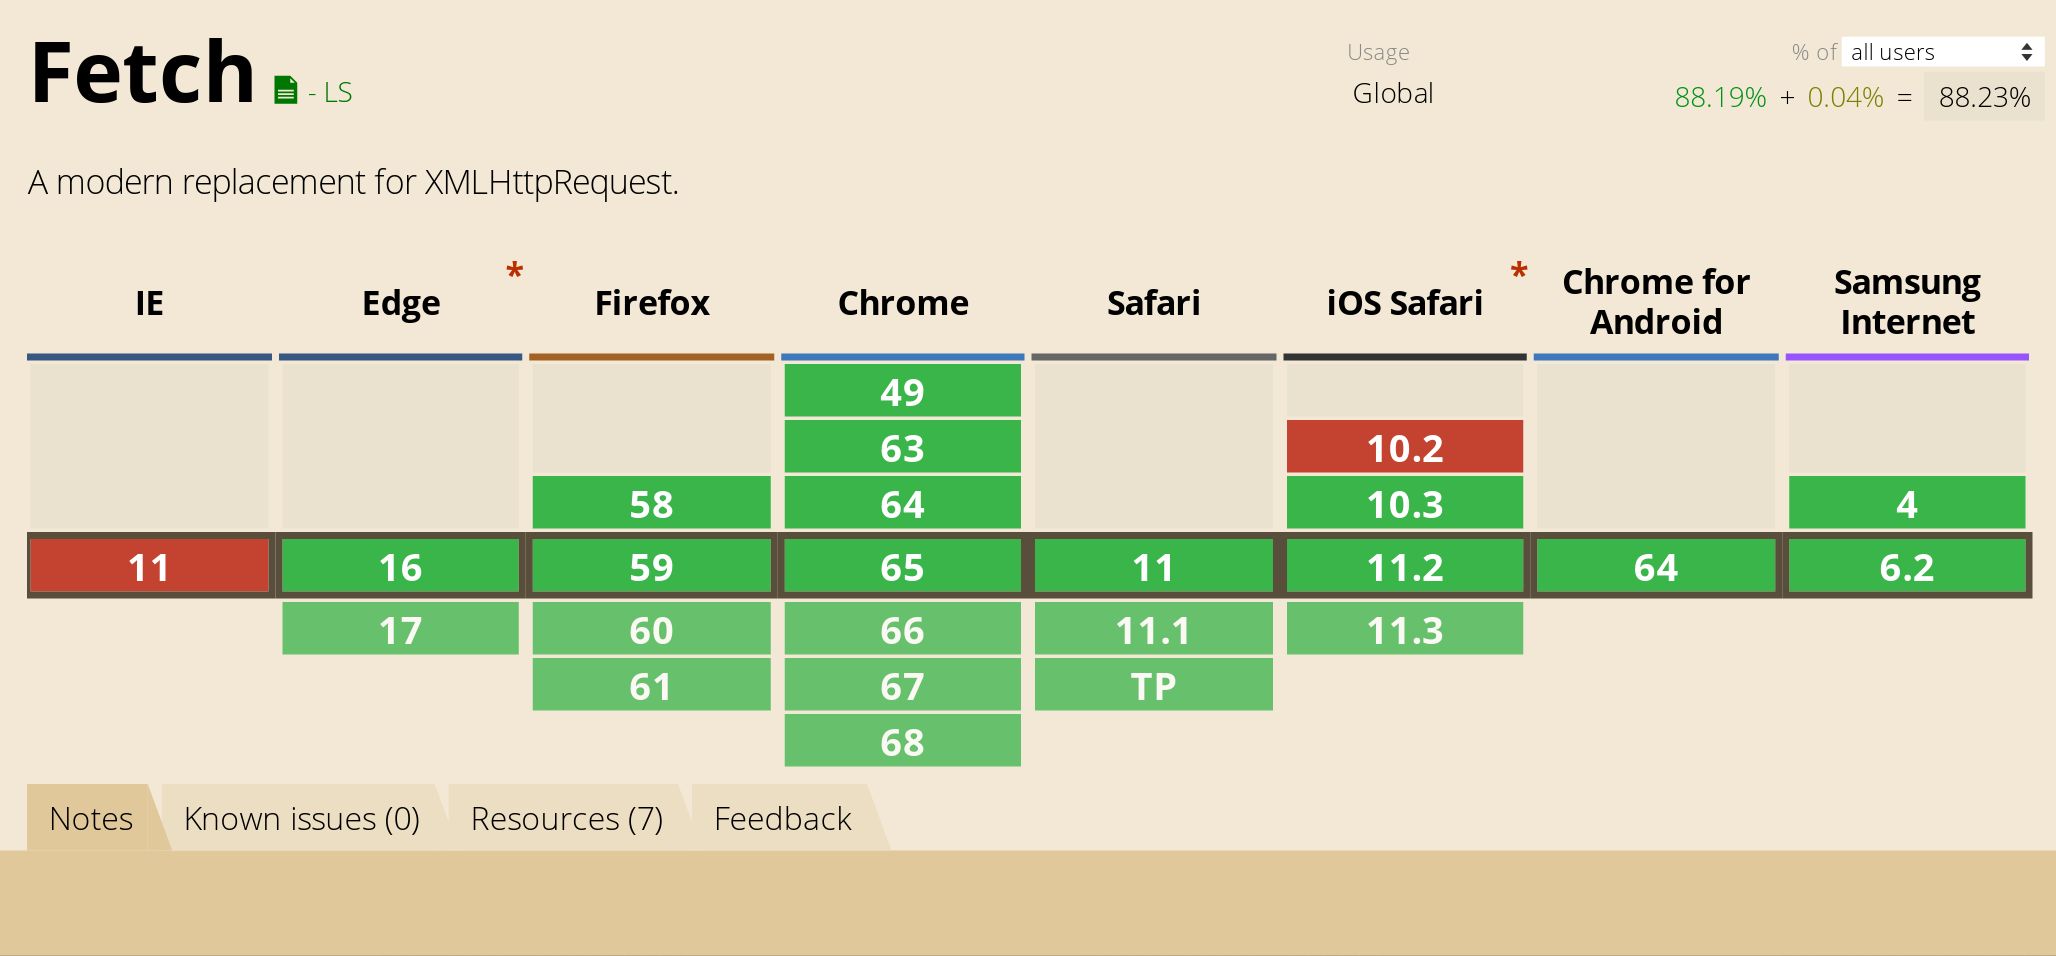 Fetch - LS
Usage % of all users
Global 88.19% + 0.04% = 88.23%
A modern replacement for XMLHttpRequest.
IE Edge * Firefox Chrome Safari iOS Safari * Chrome for Android Samsung Internet
49
63 10.2
58 64 10.3 4
11 16 59 65 11 11.2 64 6.2
17 60 66 11.1 11.3
61 67 TP
68
Notes Known issues (0) Resources (7) Feedback